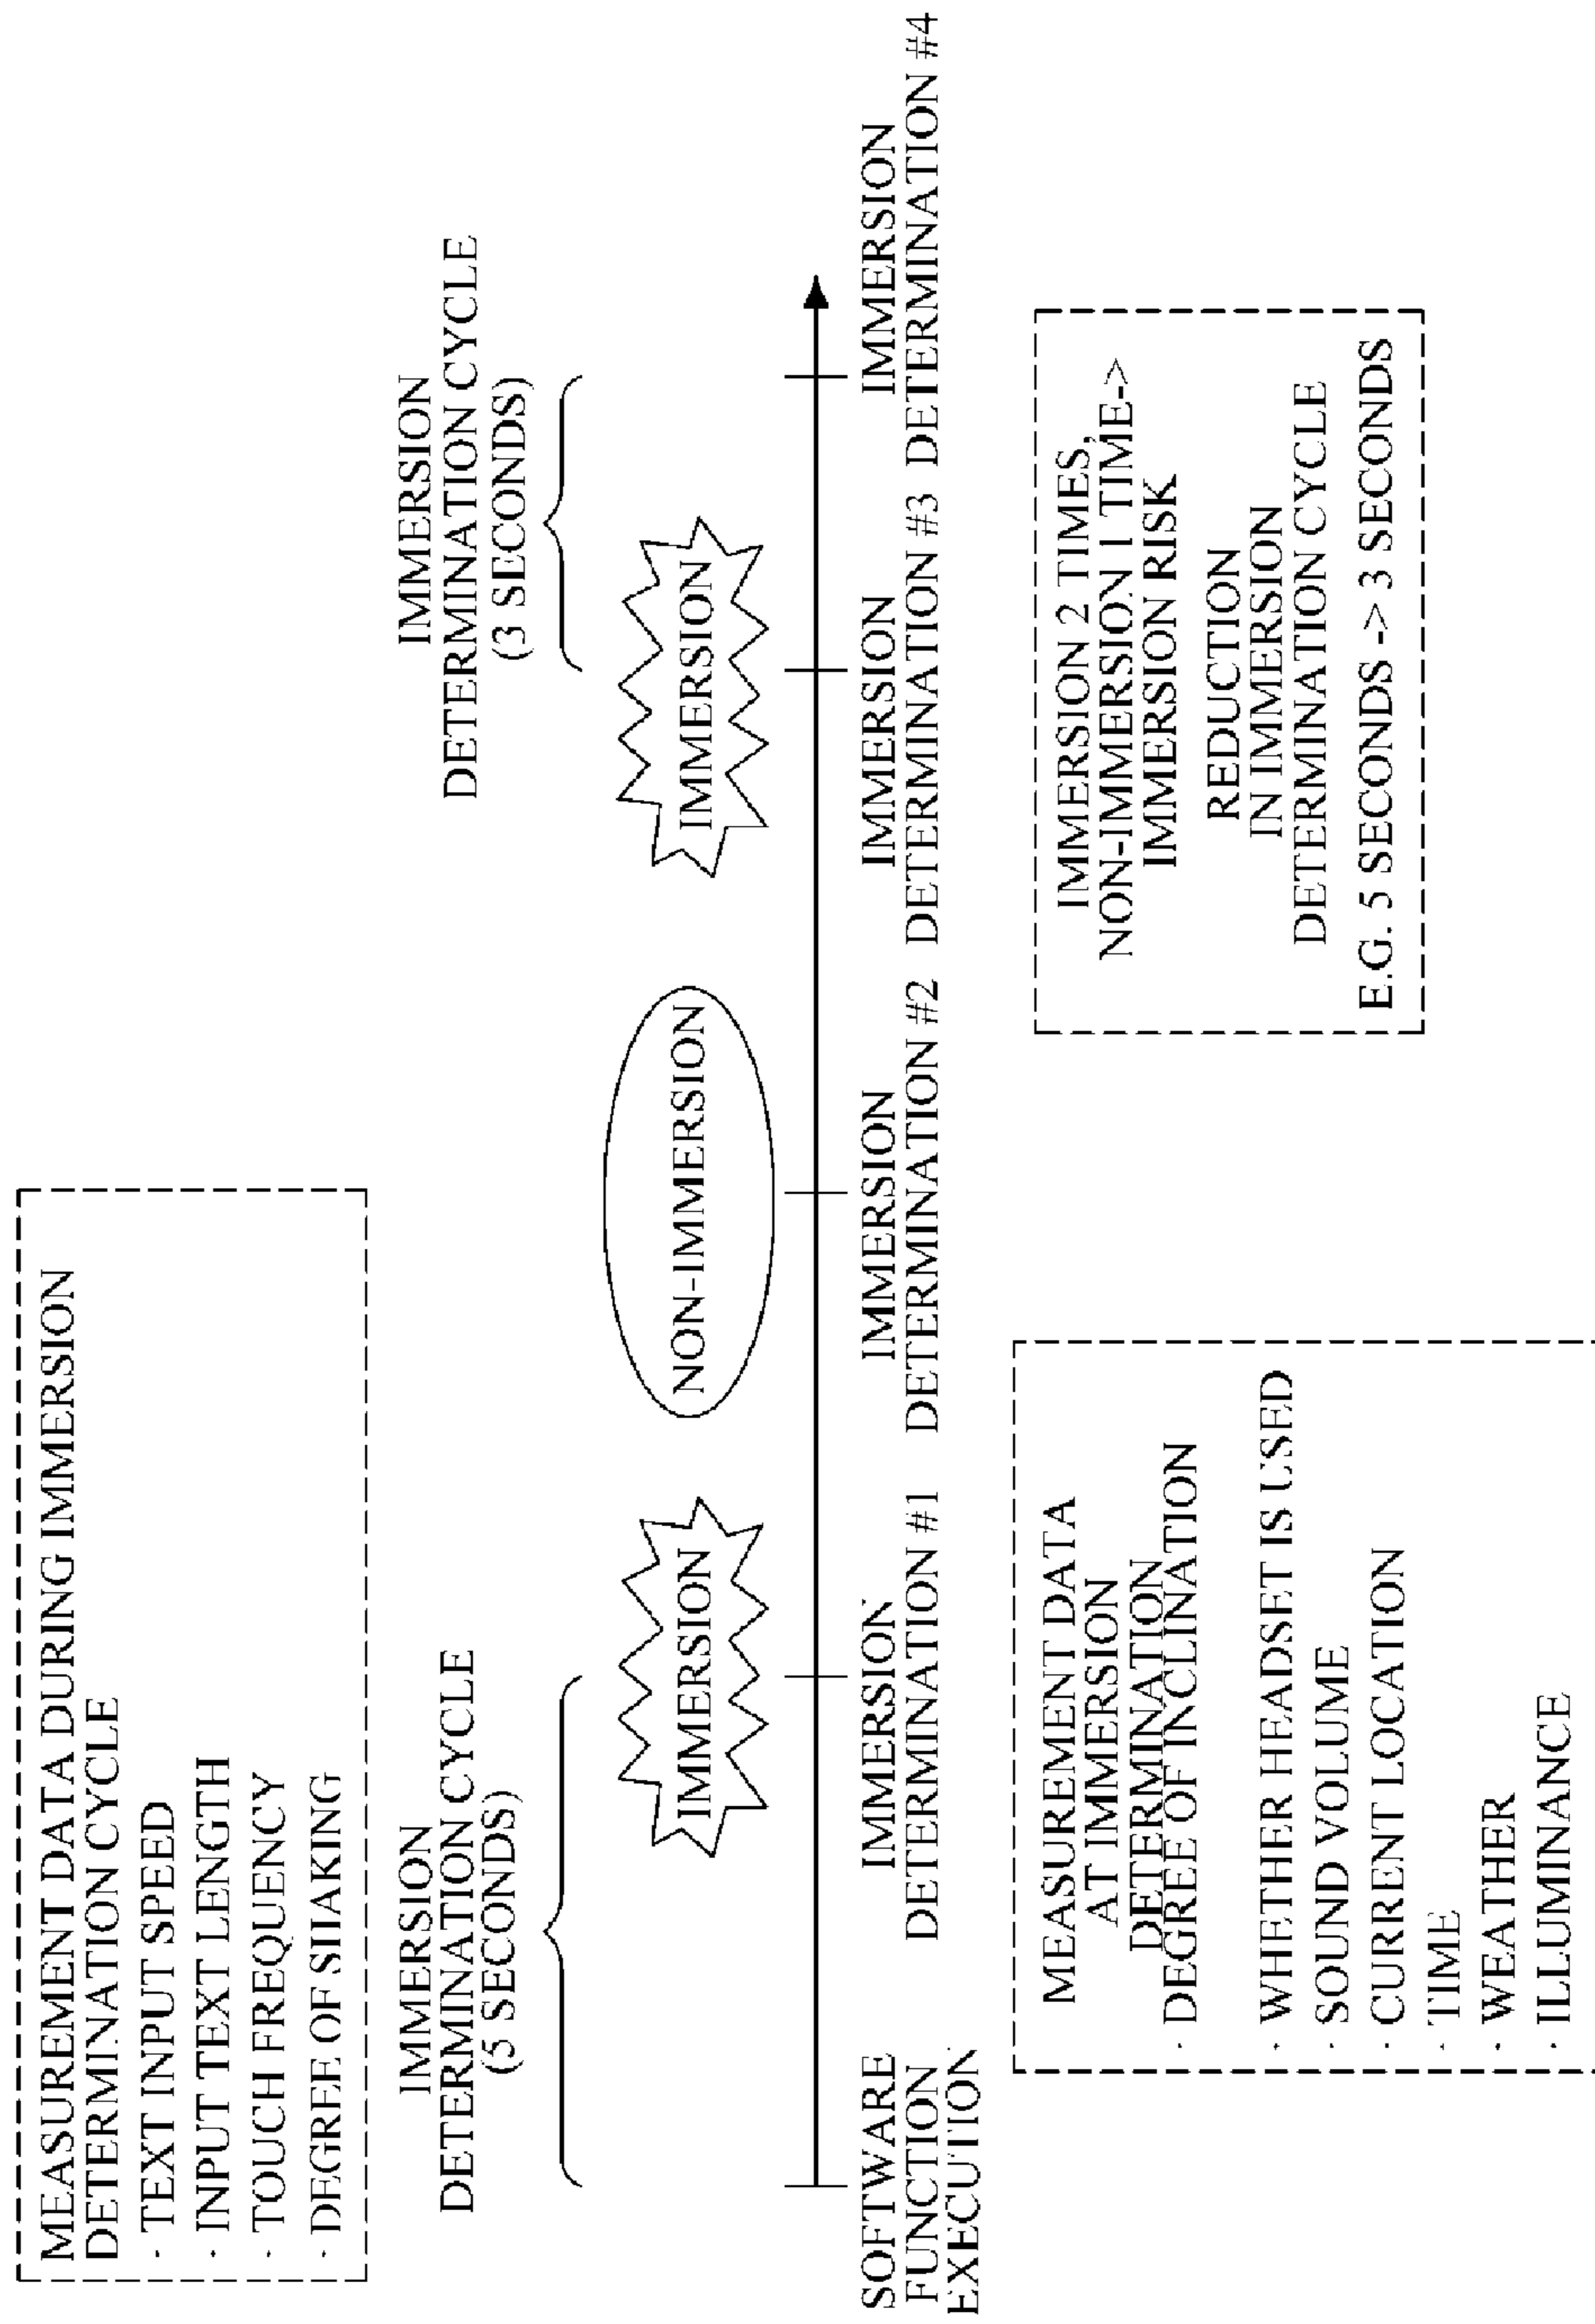 MEASUREMENT DATA DURING IMMERSION
DETERMINATION CYCLE
· TEXT INPUT SPEED
· INPUT TEXT LENGTH
· TOUCH FREQUENCY
· DEGREE OF SHAKING
IMMERSION
DETERMINATION CYCLE
(5 SECONDS)
IMMERSION
DETERMINATION CYCLE
(3 SECONDS)
IMMERSION
NON-IMMERSION
IMMERSION
SOFTWARE
FUNCTION
EXECUTION
IMMERSION
DETERMINATION #1
IMMERSION
DETERMINATION #2
IMMERSION
DETERMINATION #3
IMMERSION
DETERMINATION #4
MEASUREMENT DATA
AT IMMERSION
DETERMINATION
· DEGREE OF INCLINATION
· WHETHER HEADSET IS USED
· SOUND VOLUME
· CURRENT LOCATION
· TIME
· WEATHER
· ILLUMINANCE
IMMERSION 2 TIMES,
NON-IMMERSION 1 TIME->
IMMERSION RISK
REDUCTION
IN IMMERSION
DETERMINATION CYCLE
E.G. 5 SECONDS -> 3 SECONDS